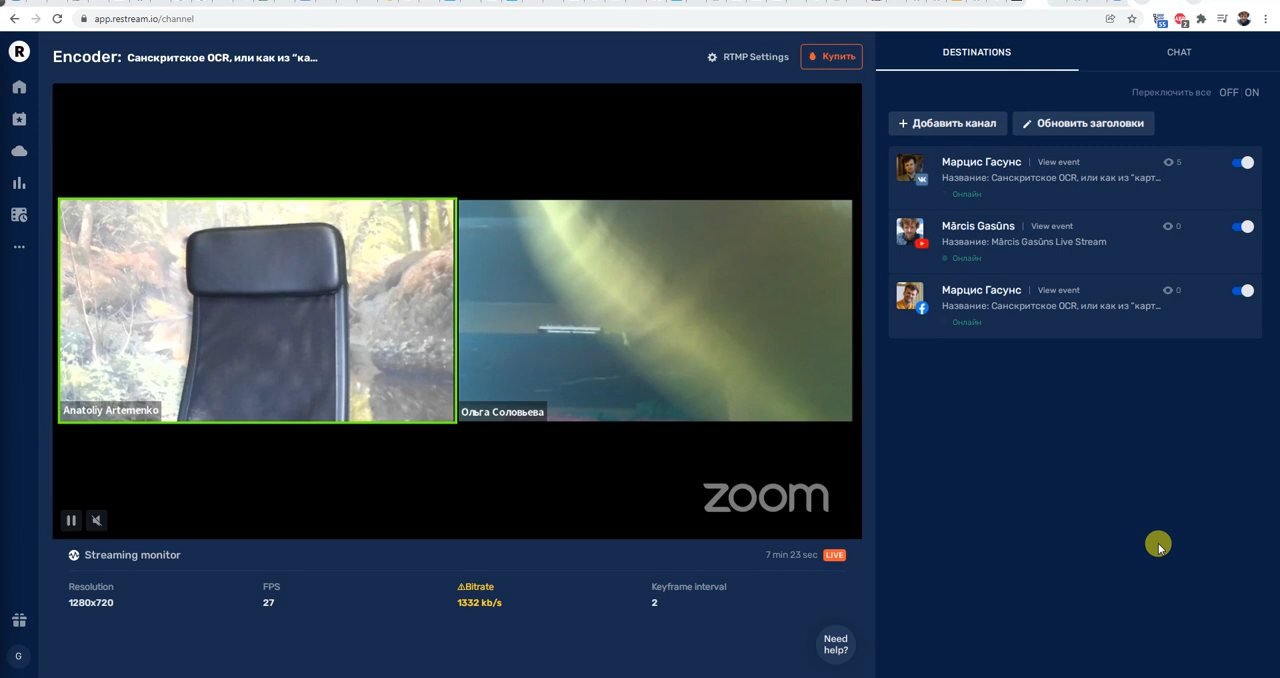 app.restream.io/channel
55
2
R
Encoder: Санскритское OCR, или как из “ка...
RTMP Settings
Купить
DESTINATIONS
CHAT
Переключить все OFF ON
+ Добавить канал
Обновить заголовки
Марцис Гасунс | View event
5
Название: Санскритское OCR, или как из “карт...
Онлайн
Mārcis Gasūns | View event
0
Название: Mārcis Gasūns Live Stream
Онлайн
Марцис Гасунс | View event
0
Название: Санскритское OCR, или как из “карт...
Онлайн
Anatoliy Artemenko
Ольга Соловьева
zoom
Streaming monitor
7 min 23 sec LIVE
Resolution
FPS
Bitrate
Keyframe interval
1280x720
27
1332 kb/s
2
Need
help?
G